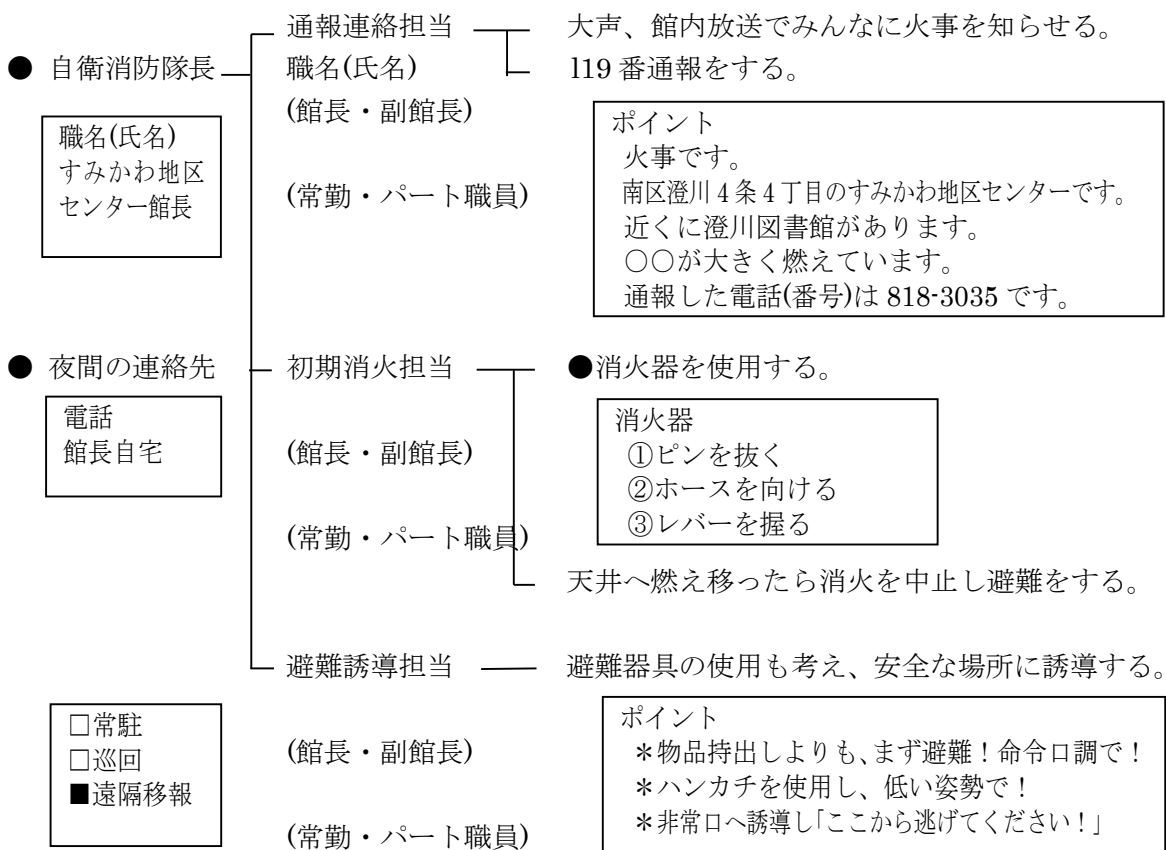 通報連絡担当 大声、館内放送でみんなに火事を知らせる。
● 自衛消防隊長 職名(氏名) l19 番通報をする。
(館長・副館長)
(常勤・パート職員)
職名(氏名)
すみかわ地区
センター館長
ポイント
火事です。
南区澄川 4 条 4 丁目のすみかわ地区センターです。
近くに澄川図書館があります。
〇〇が大きく燃えています。
通報した電話(番号)は 818-3035 です。
● 夜間の連絡先 初期消火担当 ●消火器を使用する。
電話
館長自宅
(館長・副館長)
(常勤・パート職員)
消火器
①ピンを抜く
②ホースを向ける
③レバーを握る
天井へ燃え移ったら消火を中止し避難をする。
避難誘導担当 避難器具の使用も考え、安全な場所に誘導する。
□常駐
□巡回
■遠隔移報
(館長・副館長)
(常勤・パート職員)
ポイント
＊物品持出しよりも、まず避難！命令口調で！
＊ハンカチを使用し、低い姿勢で！
＊非常口へ誘導し「ここから逃げてください！」